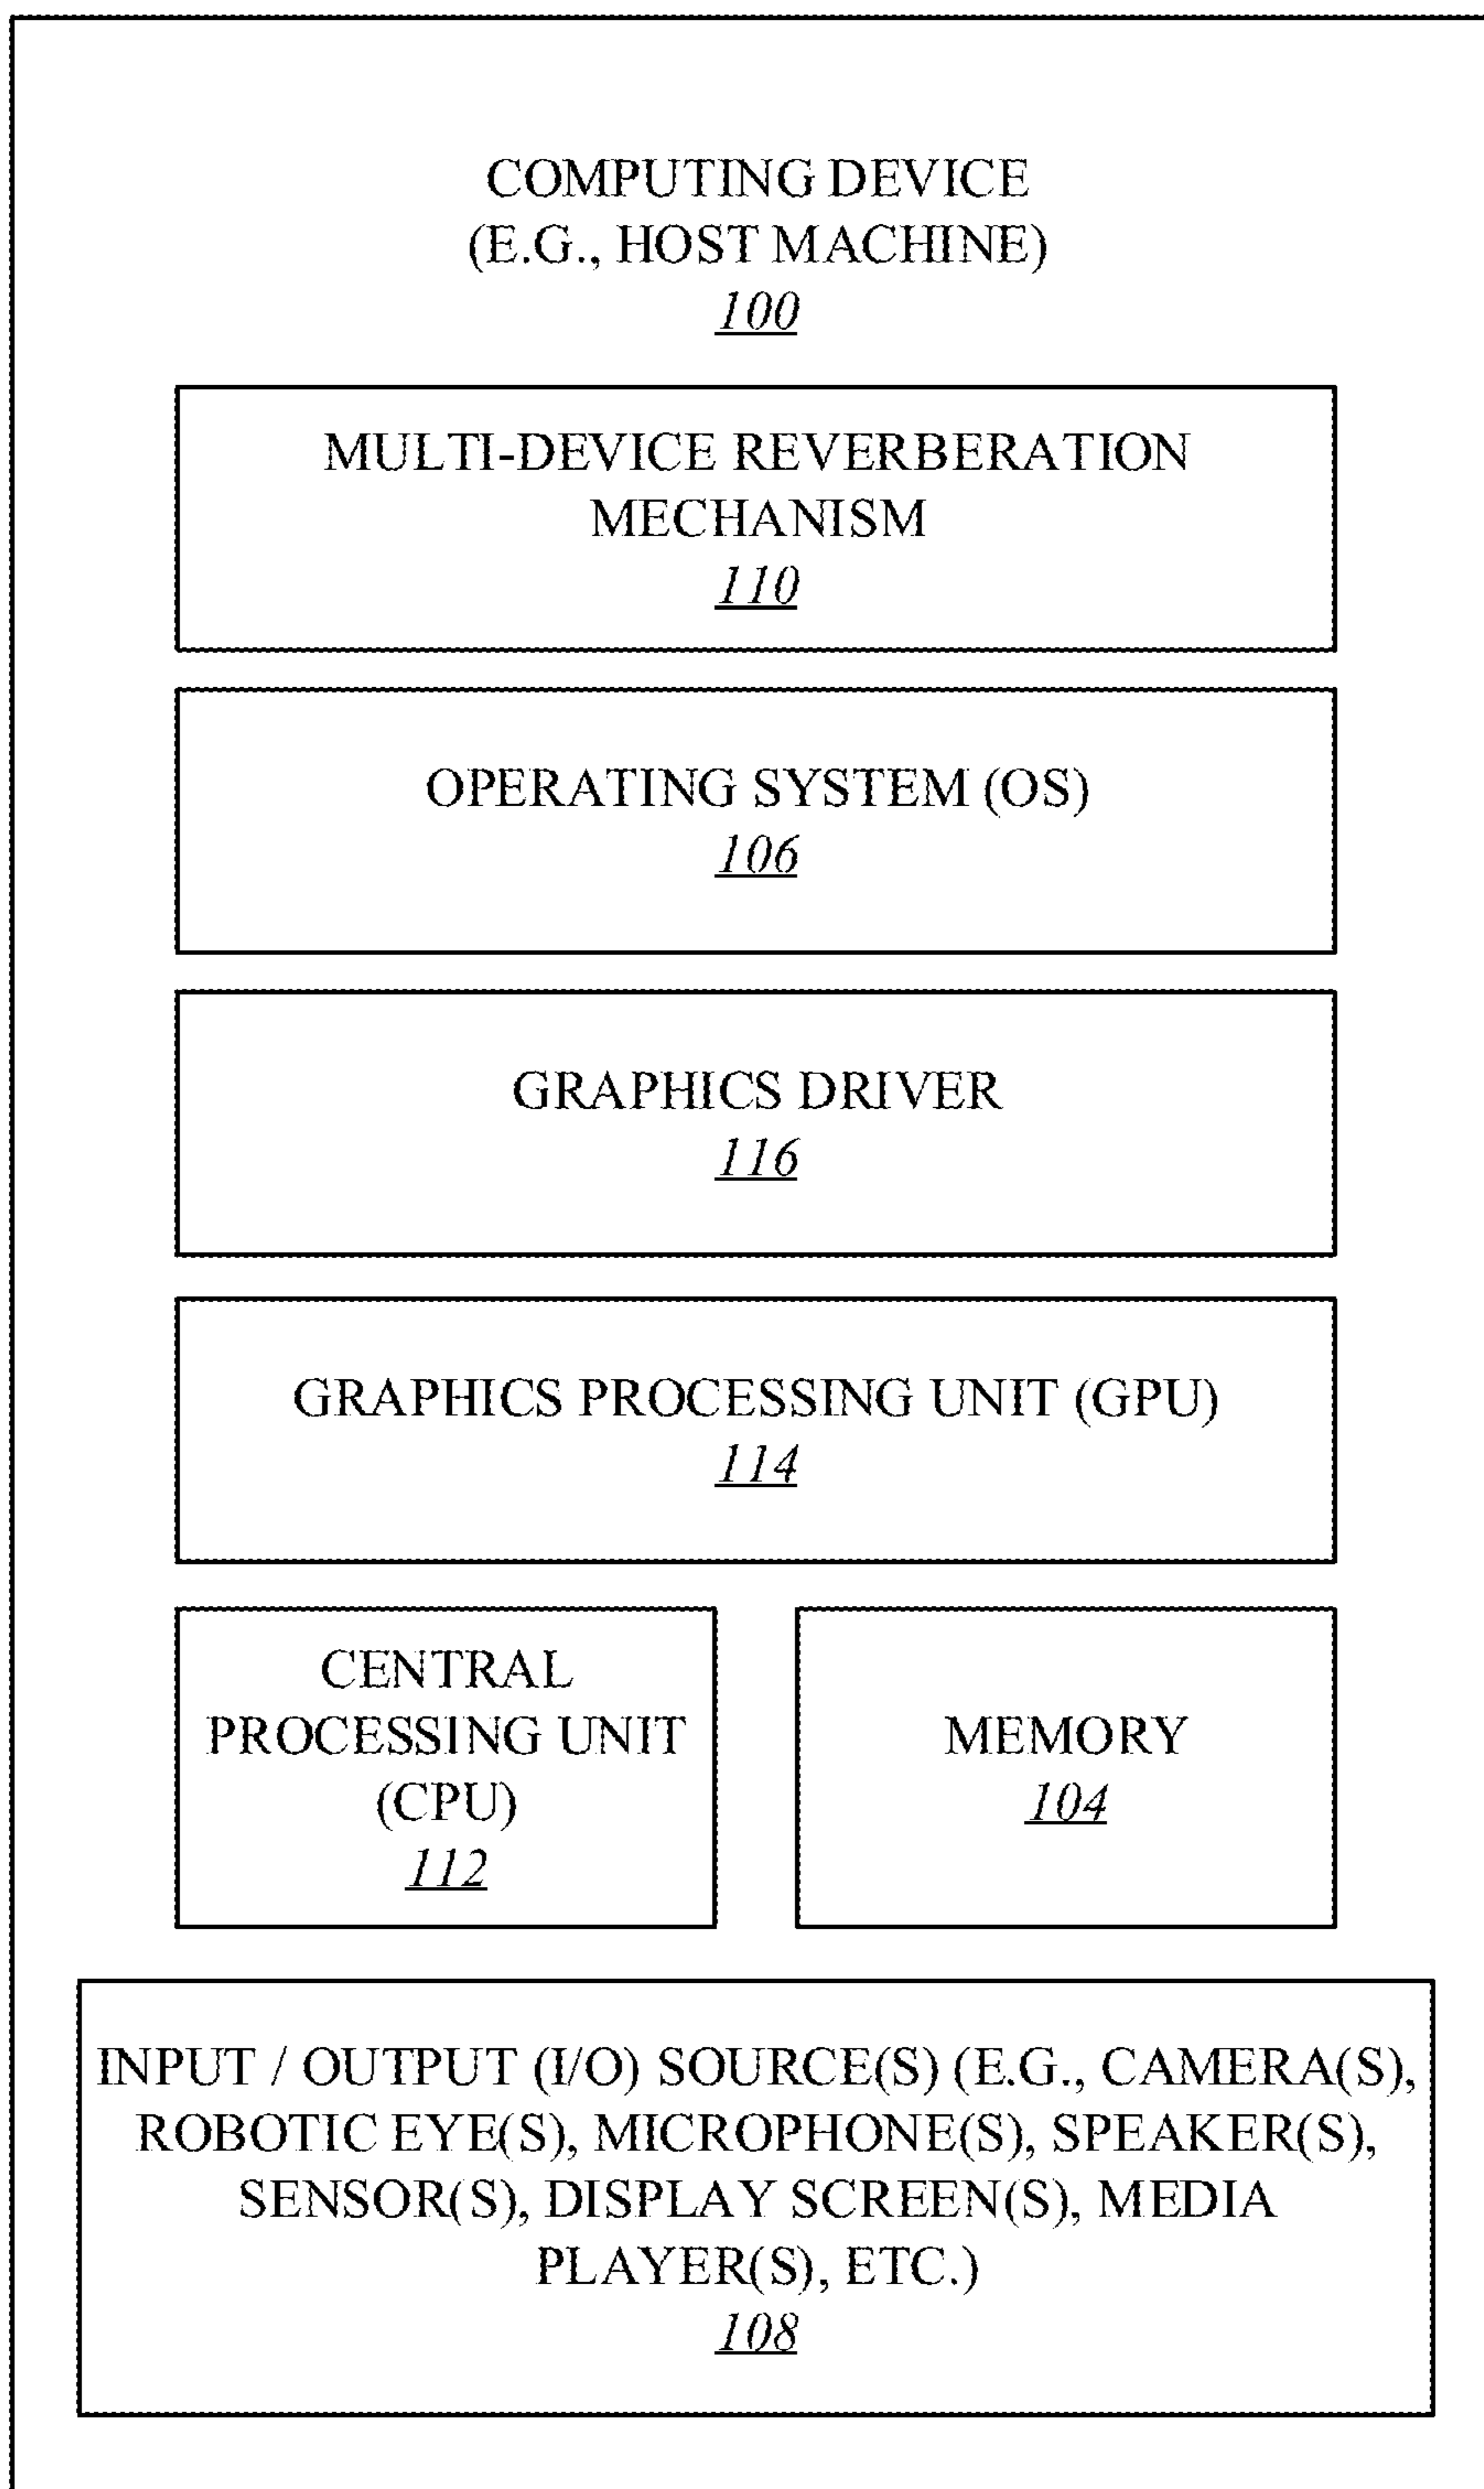 COMPUTING DEVICE
(E.G., HOST MACHINE)
100
MULTI-DEVICE REVERBERATION
MECHANISM
110
OPERATING SYSTEM (OS)
106
GRAPHICS DRIVER
116
GRAPHICS PROCESSING UNIT (GPU)
114
CENTRAL
PROCESSING UNIT
(CPU)
112
MEMORY
104
INPUT / OUTPUT (I/O) SOURCE(S) (E.G., CAMERA(S),
ROBOTIC EYE(S), MICROPHONE(S), SPEAKER(S),
SENSOR(S), DISPLAY SCREEN(S), MEDIA
PLAYER(S), ETC.)
108